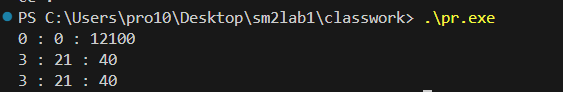 PS C:\Users\pro10\Desktop\sm2lab1\classwork> .\pr.exe
0 : 0 : 12100
3 : 21 : 40
3 : 21 : 40